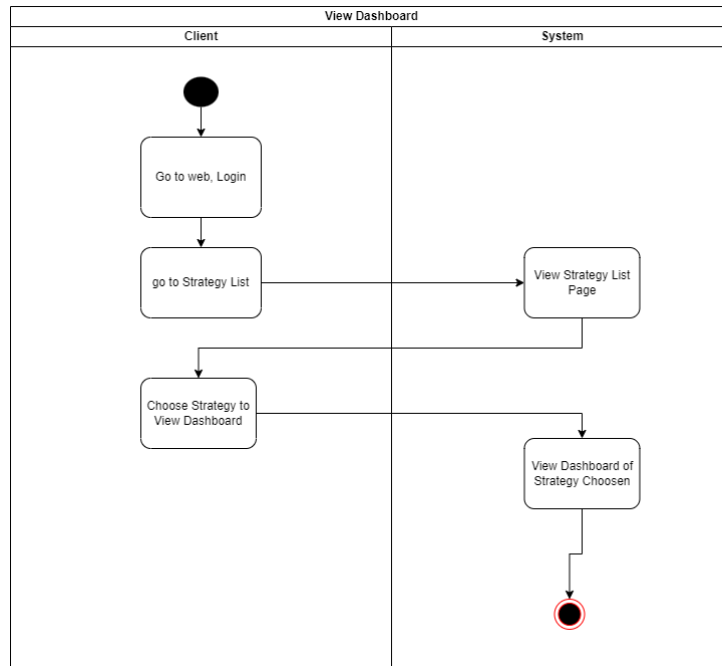 View Dashboard
Client
System
Go to web, Login
go to Strategy List
View Strategy List
Page
Choose Strategy to
View Dashboard
View Dashboard of
Strategy Choosen